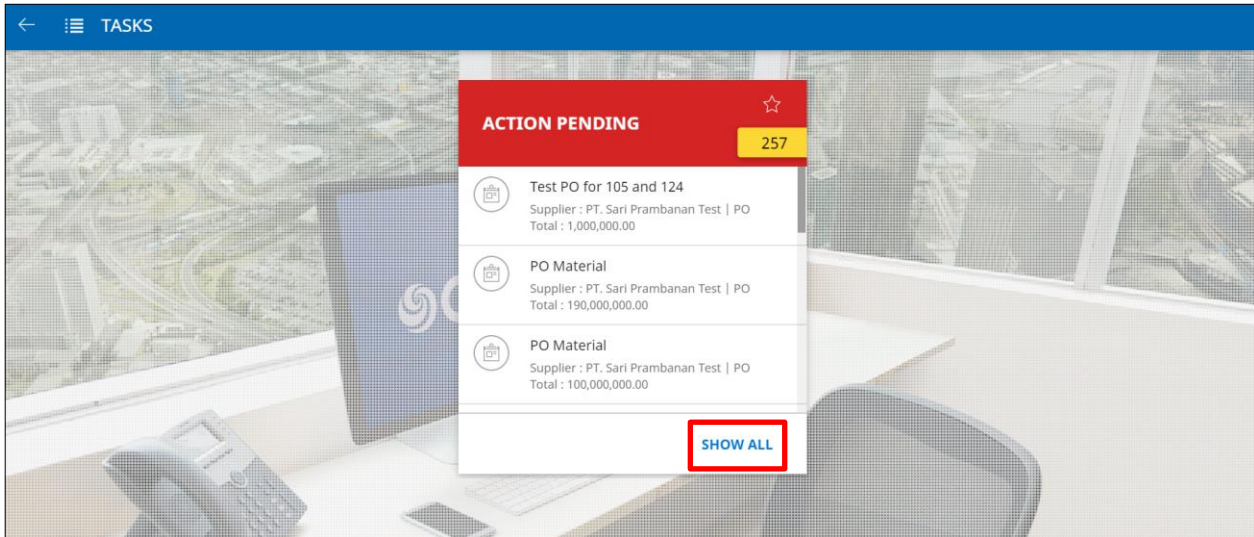 TASKS
ACTION PENDING
257
Test PO for 105 and 124
Supplier : PT. Sari Prambanan Test | PO
Total : 1,000,000.00
PO Material
Supplier : PT. Sari Prambanan Test | PO
Total : 190,000,000.00
PO Material
Supplier : PT. Sari Prambanan Test | PO
Total : 100,000,000.00
SHOW ALL